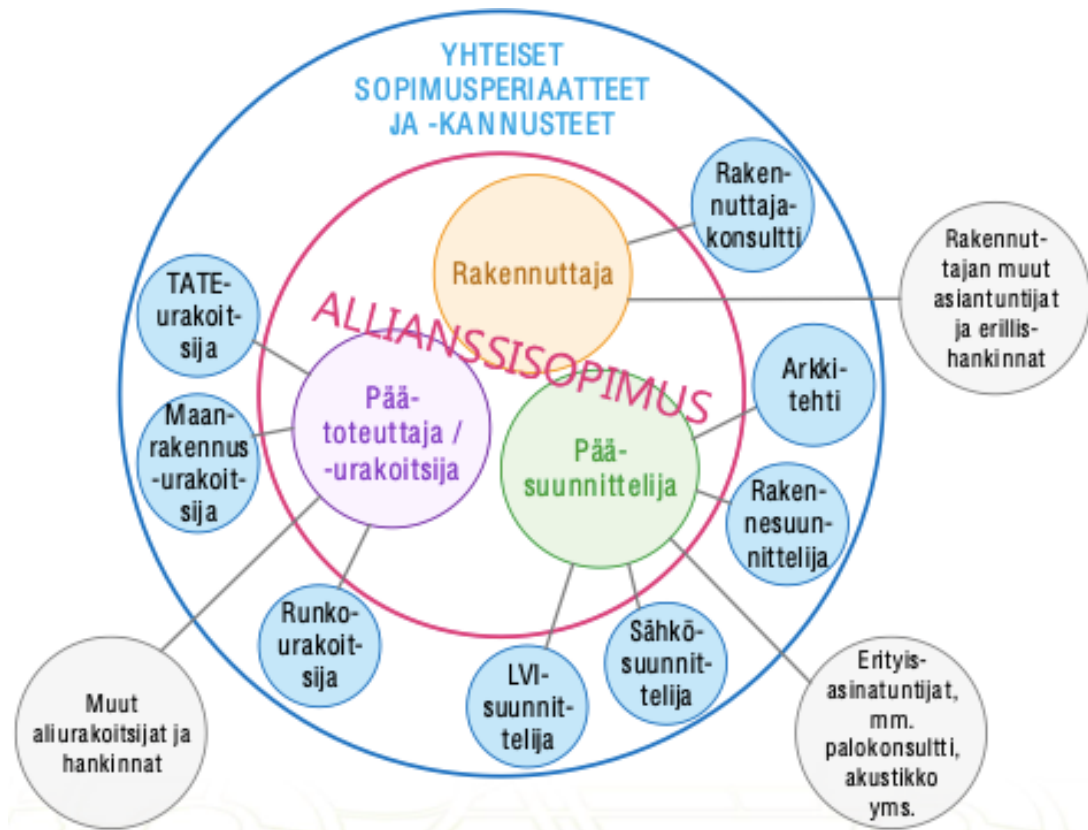 YHTEISET
SOPIMUSPERIAATTEET
JA -KANNUSTEET
Raken-
nuttaja-
konsultti
Rakennuttaja
Rakennut-
tajan muut
asiantuntijat
ja erillis-
hankinnat
TATE-
urakoit-
sija
ALLIANSSISOPIMUS
Arkki-
tehti
Maan-
rakennus
-urakoit-
sija
Pää-
toteuttaja /
-urakoitsija
Pää-
suunnittelija
Raken-
nesuun-
nittelija
Runko-
urakoit-
sija
LVI-
suunnit-
telija
Sähkö-
suunnit-
telija
Muut
aliurakoitsijat ja
hankinnat
Erityis-
asinatuntijat,
mm.
palokonsultti,
akustikko
yms.